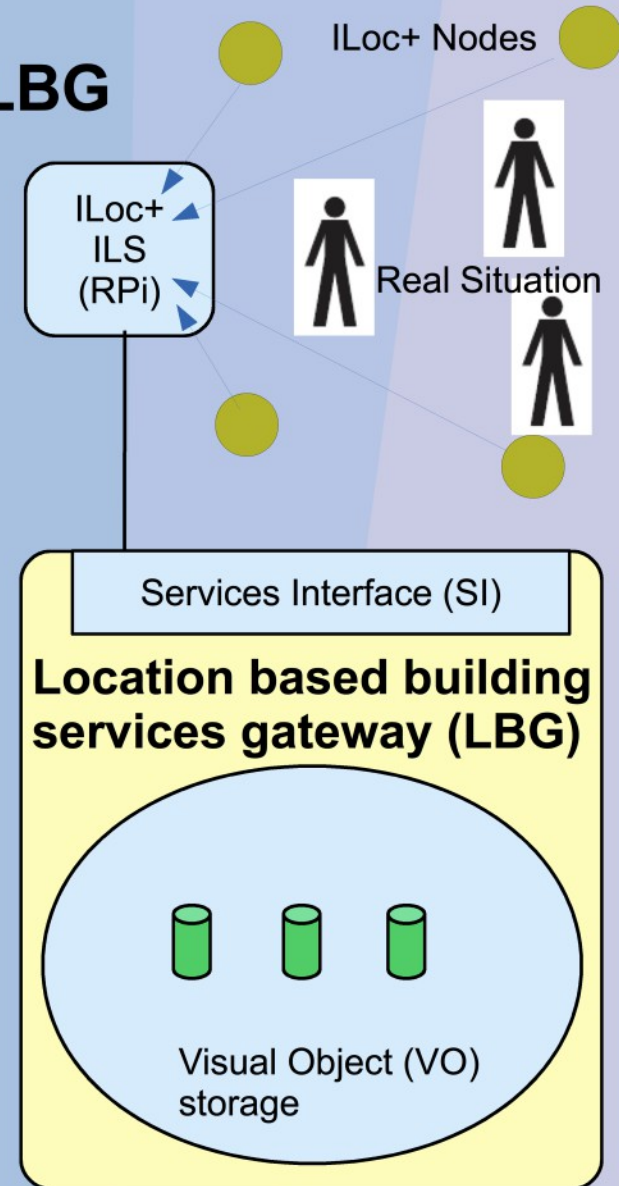 ILoc+ Nodes
LBG
ILoc+
ILS
(RPi)
Real Situation
Services Interface (SI)
Location based building
services gateway (LBG)
Visual Object (VO)
storage